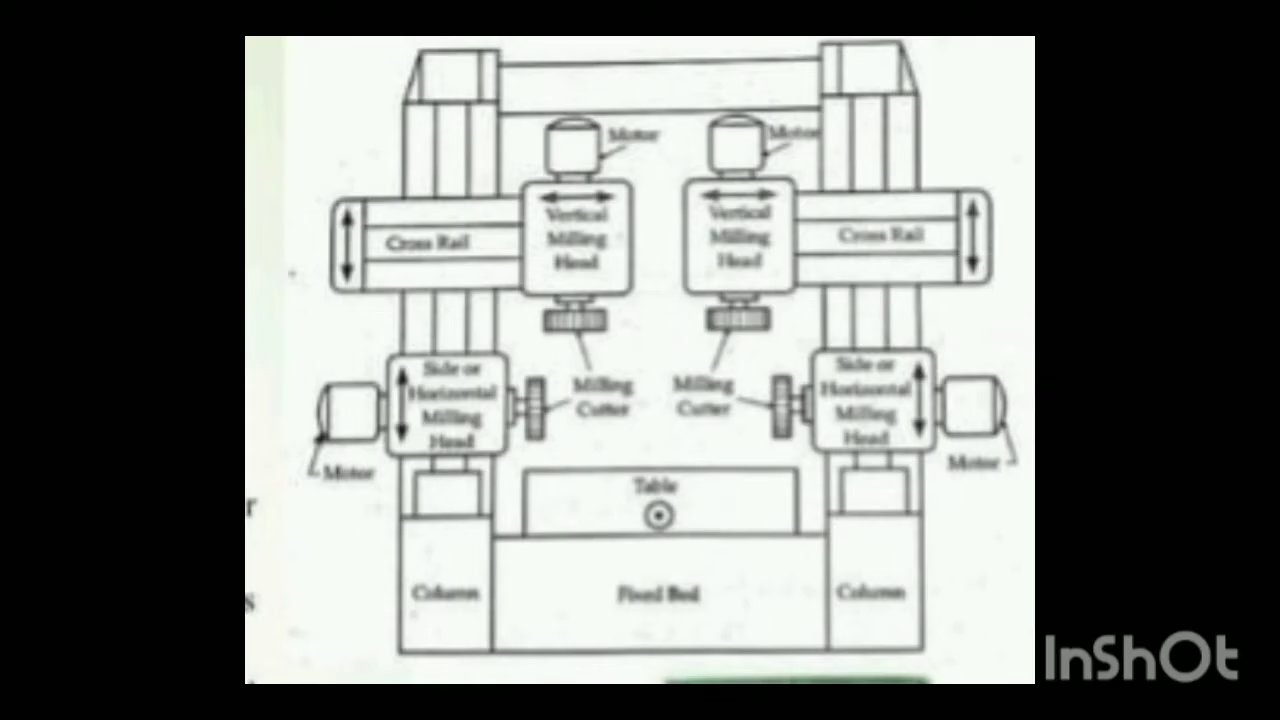 Motor
Motor
Vertical
Milling
Head
Vertical
Milling
Head
Cross Rail
Cross Rail
Side or
Horizontal
Milling
Head
Milling
Cutter
Milling
Cutter
Side or
Horizontal
Milling
Head
Motor
Motor
Table
r
s
Column
Fixed Bed
Column
InShOt